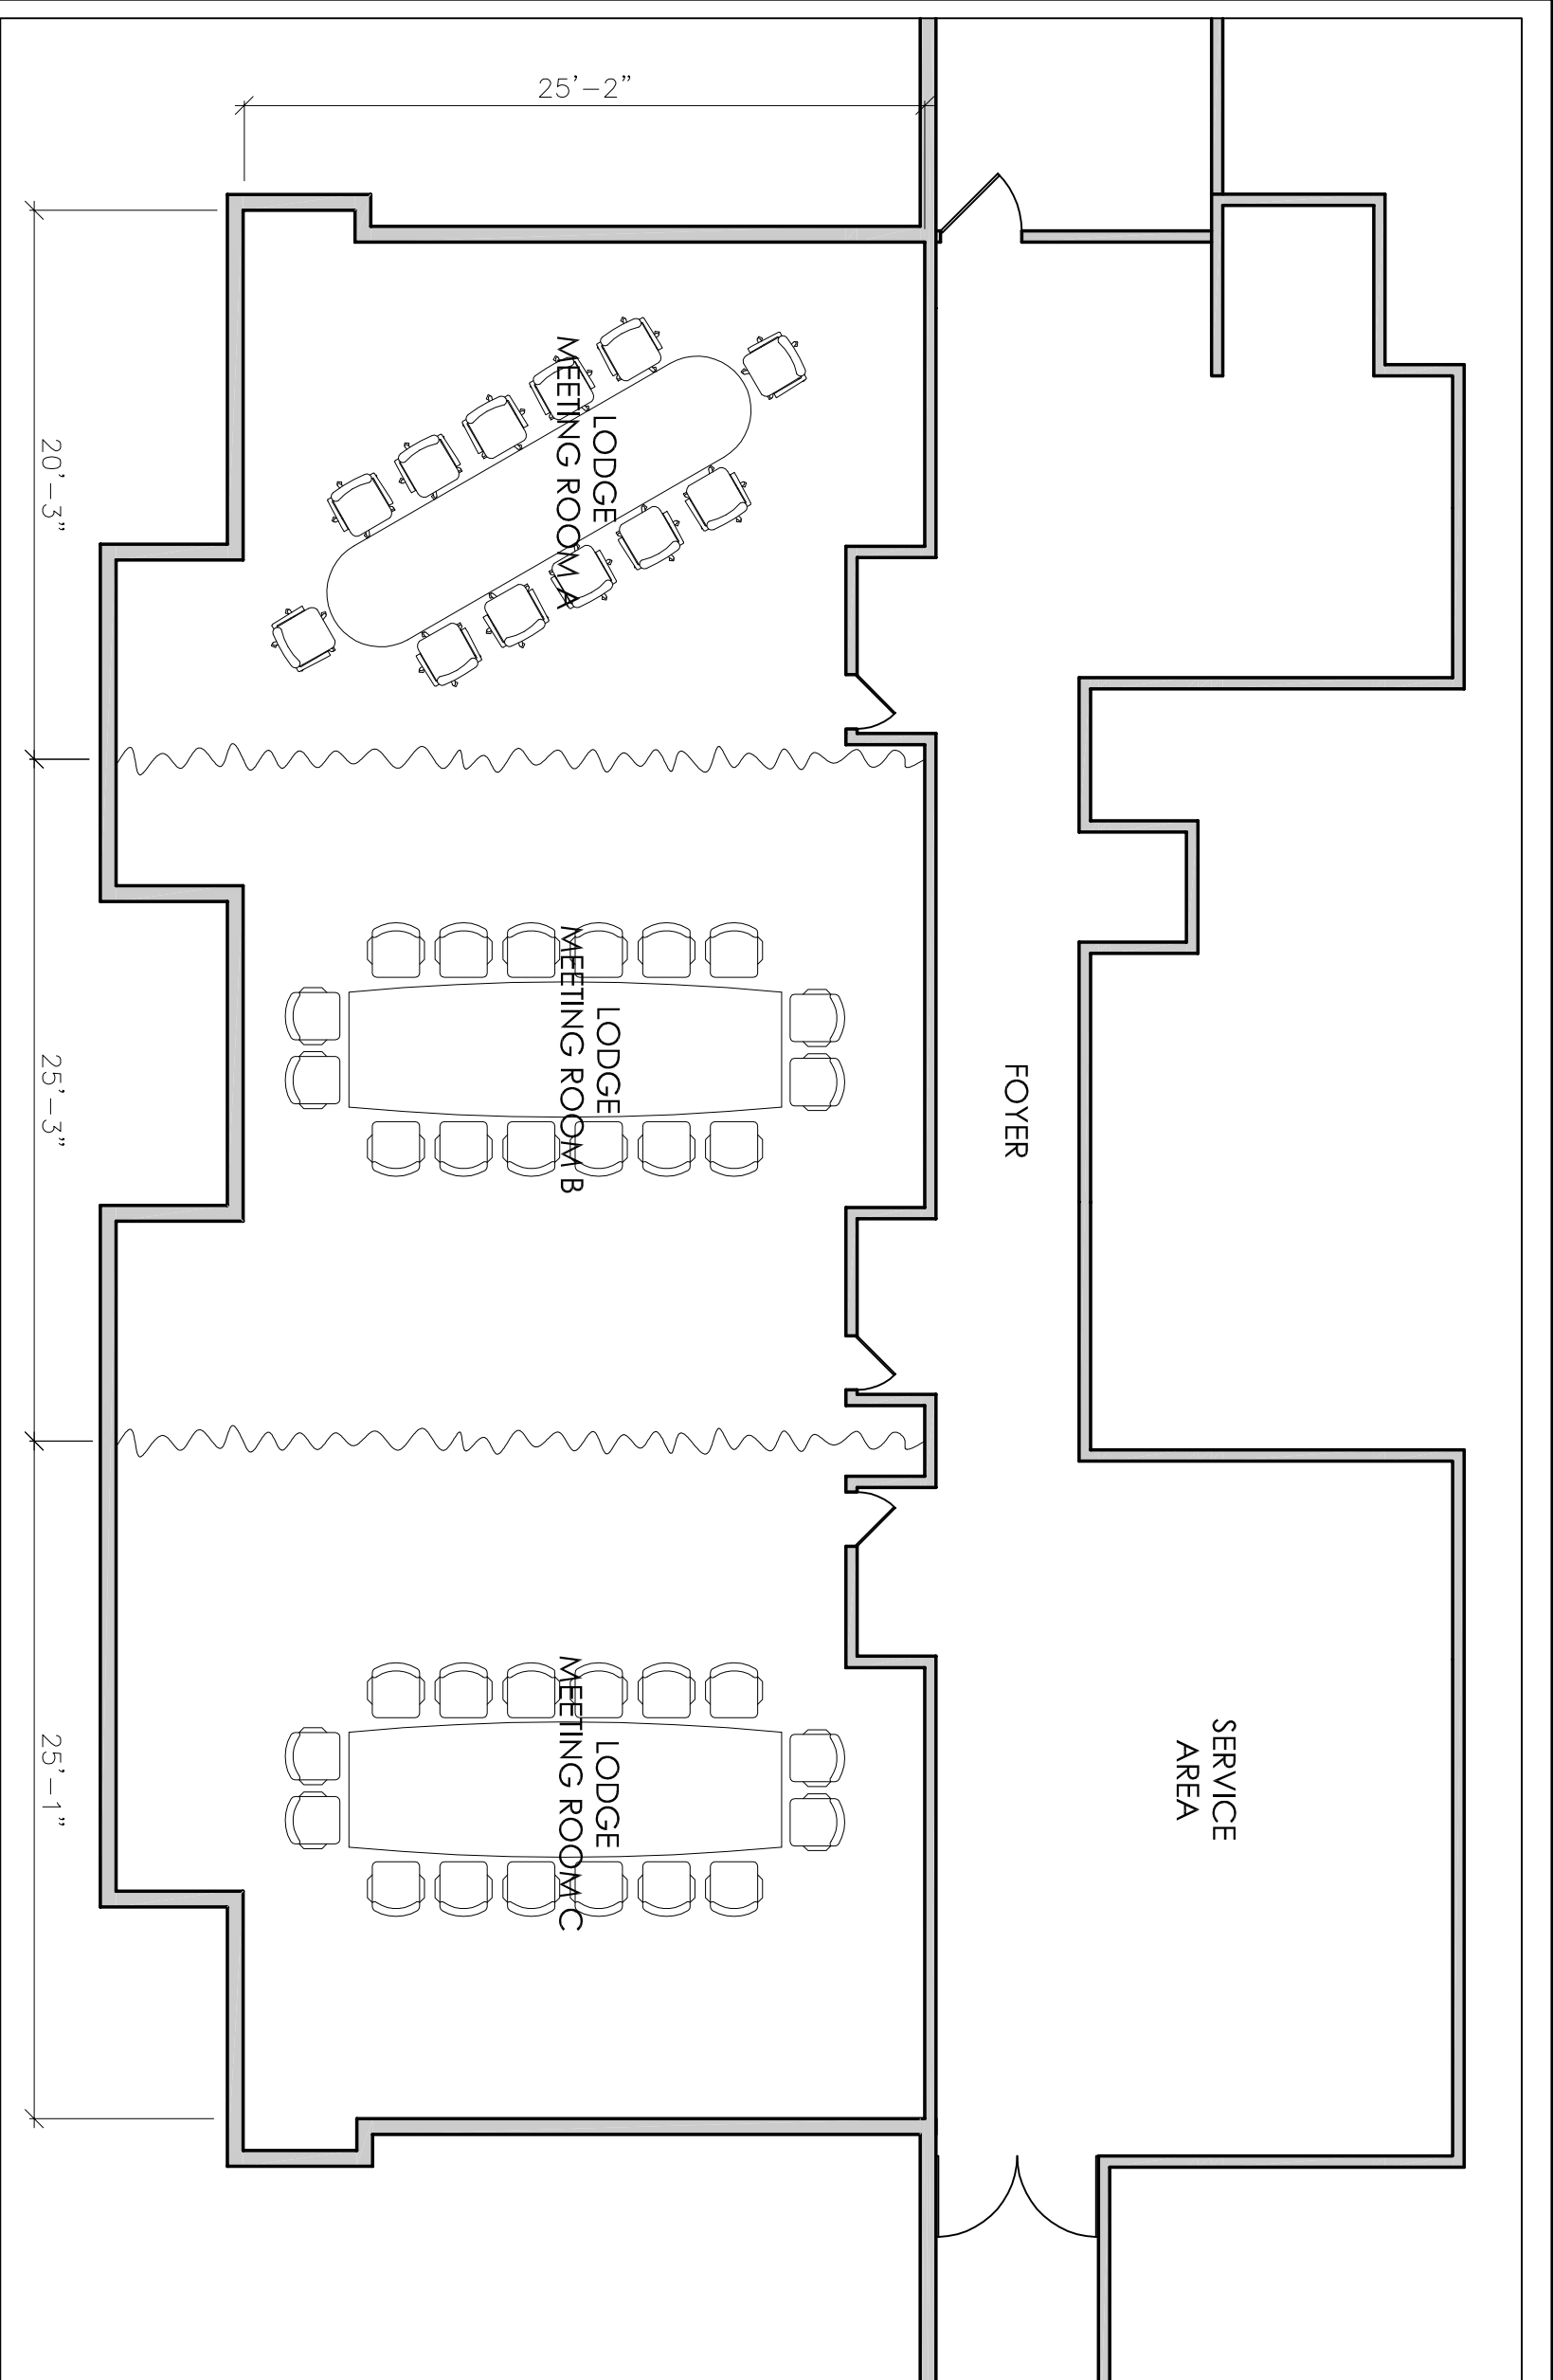 25'-2"
20'-3"
LODGE
MEETING ROOM A
25'-3"
LODGE
MEETING ROOM B
FOYER
25'-1"
LODGE
MEETING ROOM C
SERVICE
AREA